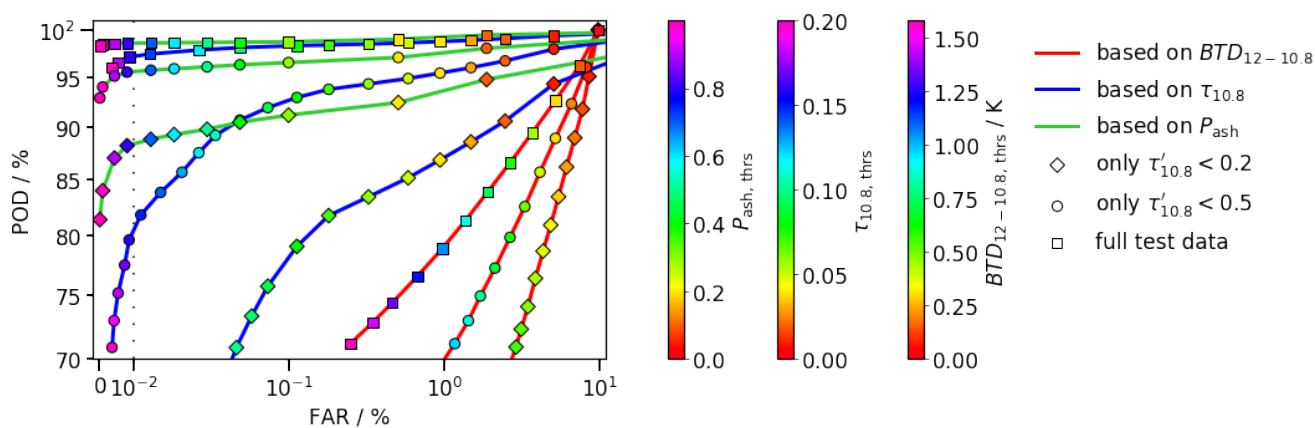 POD / %
10²
95
90
85
80
75
70
0
10⁻²
10⁻¹
10⁰
10¹
FAR / %
0.8
0.6
0.4
0.2
0.0
P_ash, thrs
0.20
0.15
0.10
0.05
0.00
τ_10.8, thrs
1.50
1.25
1.00
0.75
0.50
0.25
0.00
BTD_12−10.8, thrs / K
based on BTD_12−10.8
based on τ_10.8
based on P_ash
only τ′_10.8 < 0.2
only τ′_10.8 < 0.5
full test data